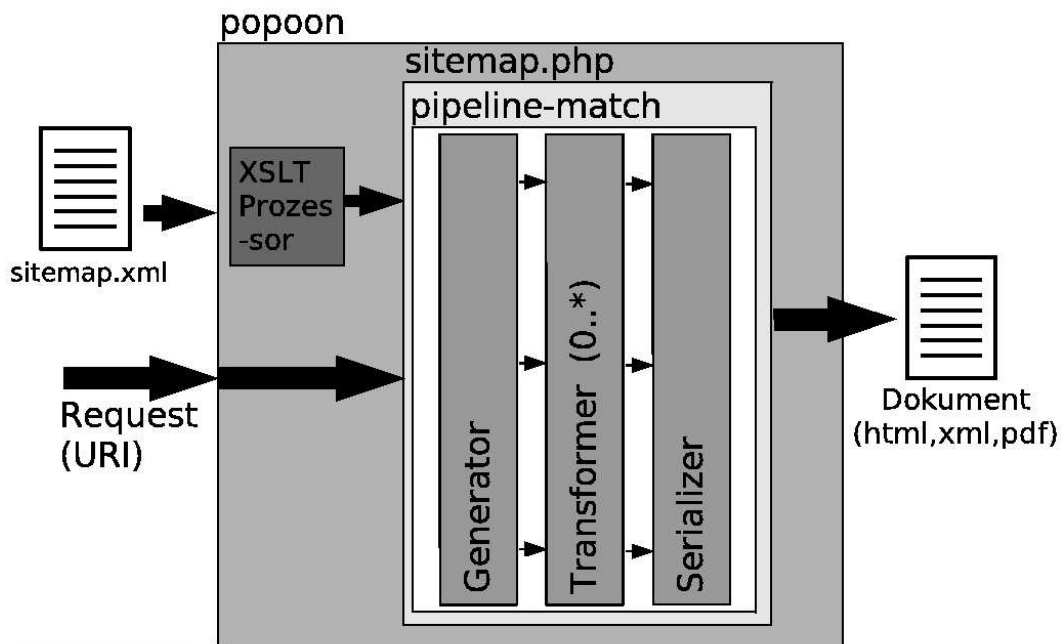 popoon
sitemap.php
pipeline-match
XSLT
Prozes
-sor
sitemap.xml
Request
(URI)
Generator
Transformer (0..*)
Serializer
Dokument
(html,xml,pdf)